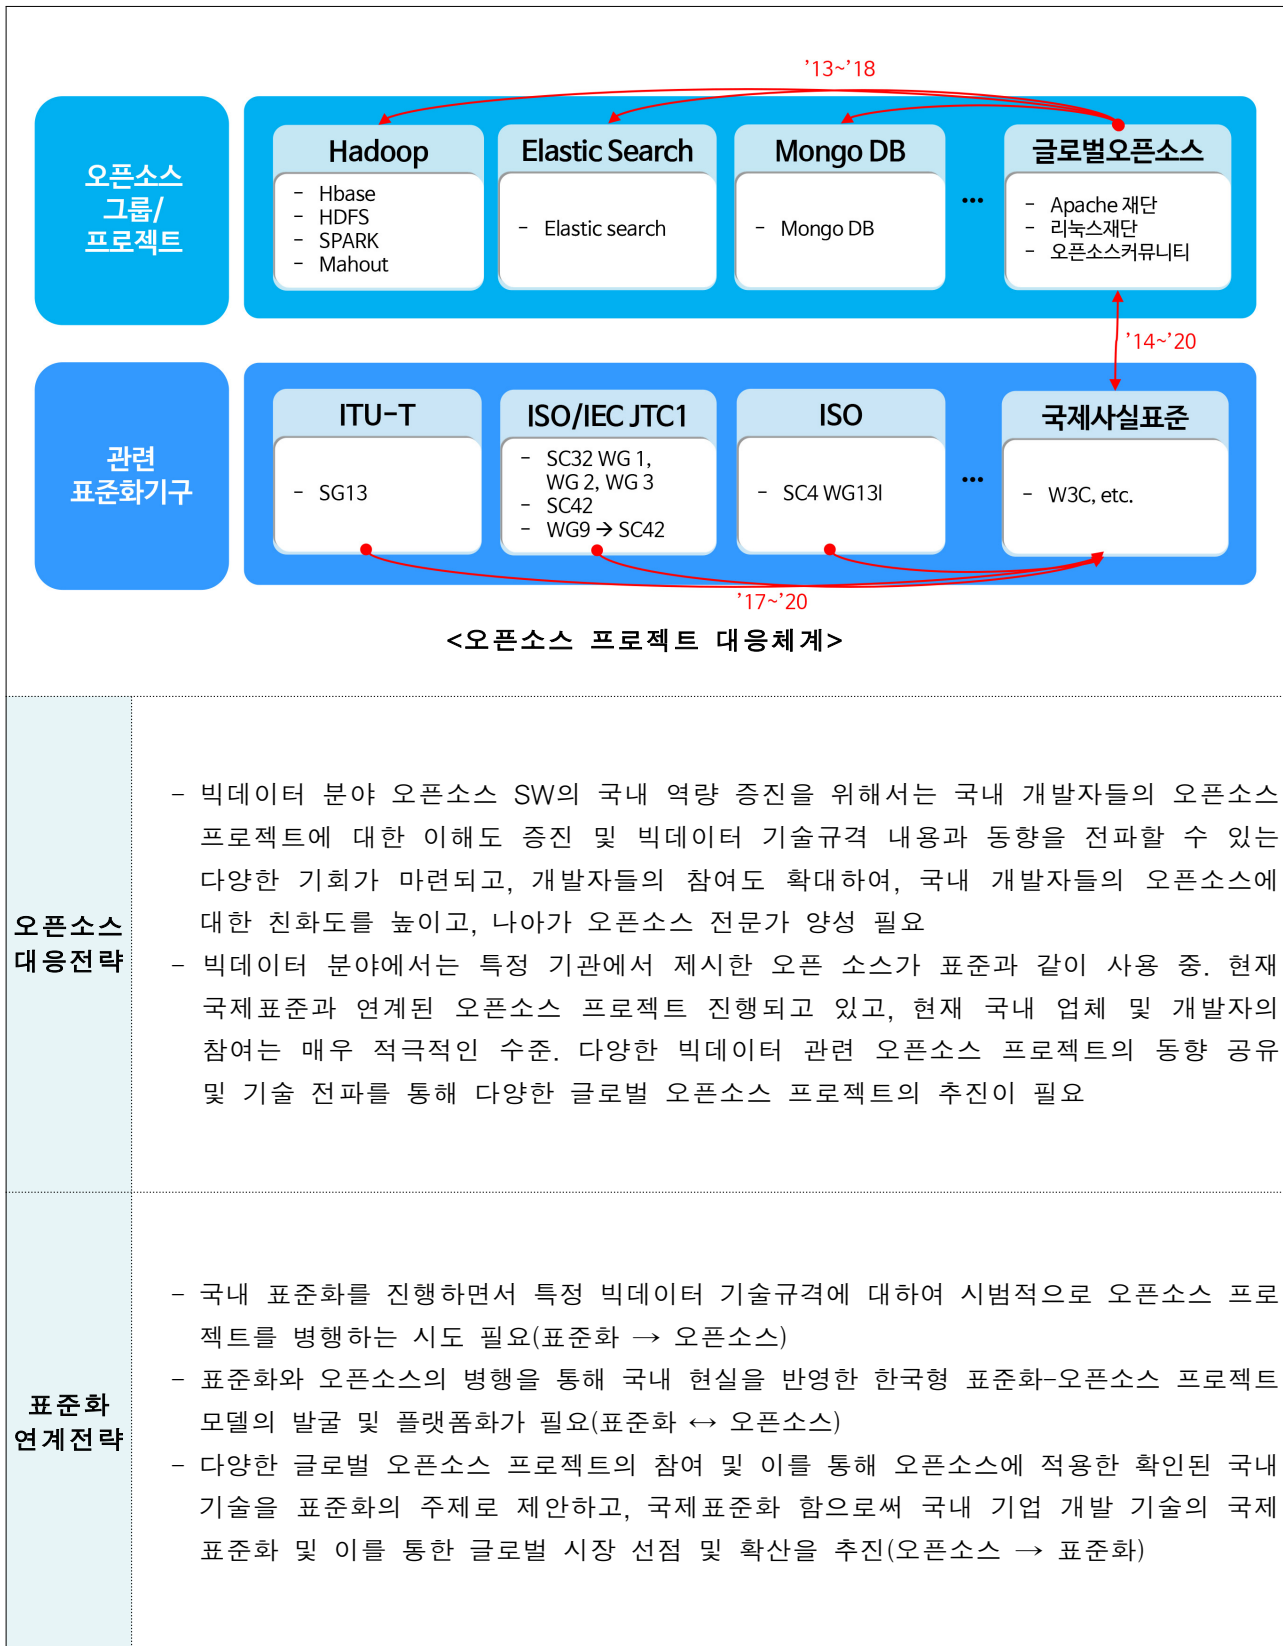 '13~'18
오픈소스
그룹/
프로젝트
Hadoop
- Hbase
- HDFS
- SPARK
- Mahout
Elastic Search
- Elastic search
Mongo DB
- Mongo DB
...
글로벌오픈소스
- Apache 재단
- 리눅스재단
- 오픈소스커뮤니티
'14~'20
관련
표준화기구
ITU-T
- SG13
ISO/IEC JTC1
- SC32 WG 1,
WG 2, WG 3
- SC42
- WG9 → SC42
ISO
- SC4 WG13l
...
국제사실표준
- W3C, etc.
'17~'20
<오픈소스 프로젝트 대응체계>
오픈소스
대응전략
- 빅데이터 분야 오픈소스 SW의 국내 역량 증진을 위해서는 국내 개발자들의 오픈소스
프로젝트에 대한 이해도 증진 및 빅데이터 기술규격 내용과 동향을 전파할 수 있는
다양한 기회가 마련되고, 개발자들의 참여도 확대하여, 국내 개발자들의 오픈소스에
대한 친화도를 높이고, 나아가 오픈소스 전문가 양성 필요
- 빅데이터 분야에서는 특정 기관에서 제시한 오픈 소스가 표준과 같이 사용 중. 현재
국제표준과 연계된 오픈소스 프로젝트 진행되고 있고, 현재 국내 업체 및 개발자의
참여는 매우 적극적인 수준. 다양한 빅데이터 관련 오픈소스 프로젝트의 동향 공유
및 기술 전파를 통해 다양한 글로벌 오픈소스 프로젝트의 추진이 필요
표준화
연계전략
- 국내 표준화를 진행하면서 특정 빅데이터 기술규격에 대하여 시범적으로 오픈소스 프로
젝트를 병행하는 시도 필요(표준화 → 오픈소스)
- 표준화와 오픈소스의 병행을 통해 국내 현실을 반영한 한국형 표준화-오픈소스 프로젝트
모델의 발굴 및 플랫폼화가 필요(표준화 ↔ 오픈소스)
- 다양한 글로벌 오픈소스 프로젝트의 참여 및 이를 통해 오픈소스에 적용한 확인된 국내
기술을 표준화의 주제로 제안하고, 국제표준화 함으로써 국내 기업 개발 기술의 국제
표준화 및 이를 통한 글로벌 시장 선점 및 확산을 추진(오픈소스 → 표준화)